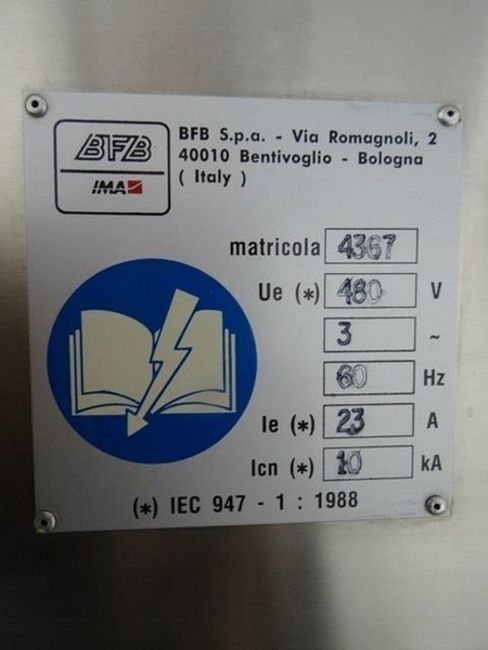 BFB
IMA
BFB S.p.a. - Via Romagnoli, 2
40010 Bentivoglio - Bologna
( Italy )
matricola 4367
Ue (*) 480 V
3 ~
60 Hz
Ie (*) 23 A
Icn (*) 10 kA
(*) IEC 947 - 1 : 1988